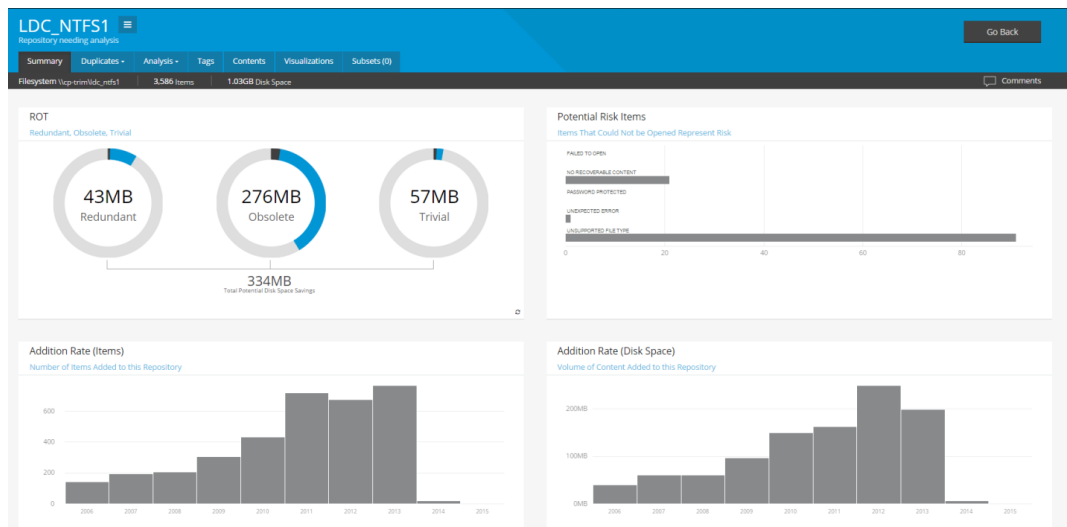 LDC_NTFS1
Repository needing analysis
Go Back
Summary Duplicates Analysis Tags Contents Visualizations Subsets (0)
Filesystem \\cp-trim\ldc_ntfs1 3,586 Items 1.03GB Disk Space Comments
ROT
Redundant, Obsolete, Trivial
43MB
Redundant
276MB
Obsolete
57MB
Trivial
334MB
Total Potential Disk Space Savings
Potential Risk Items
Items That Could Not be Opened Represent Risk
FAILED TO OPEN
NO RECOVERABLE CONTENT
PASSWORD PROTECTED
UNEXPECTED ERROR
UNSUPPORTED FILE TYPE
0 20 40 60 80
Addition Rate (Items)
Number of Items Added to this Repository
600
400
200
0
2006 2007 2008 2009 2010 2011 2012 2013 2014 2015
Addition Rate (Disk Space)
Volume of Content Added to this Repository
200MB
100MB
0MB
2006 2007 2008 2009 2010 2011 2012 2013 2014 2015